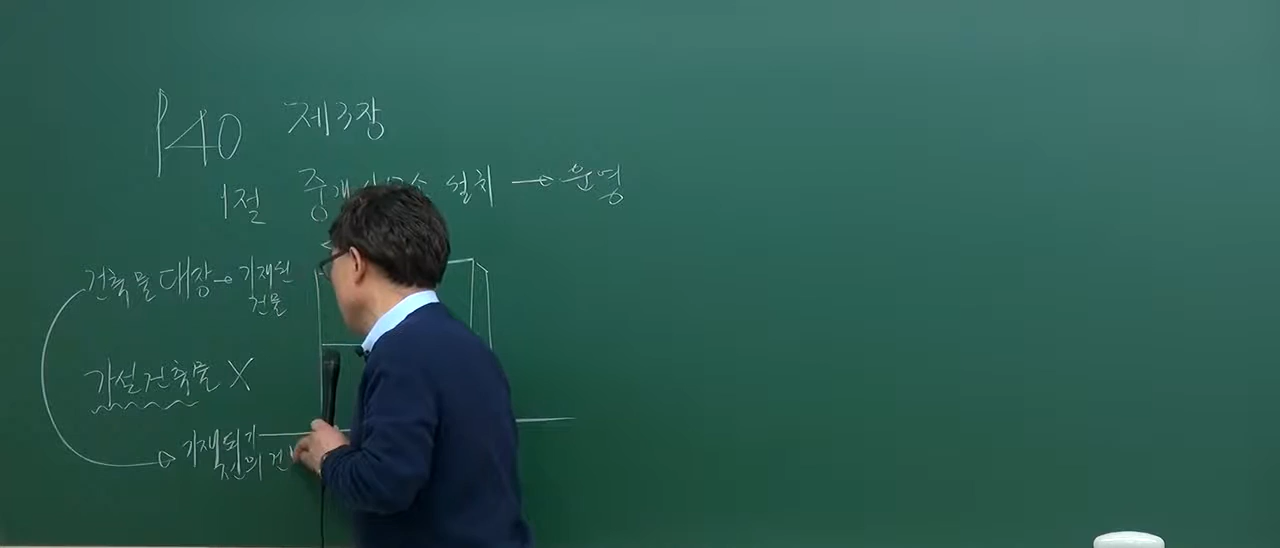 P40 제3장
1절 중개사무소 설치 → 운영
건축물대장 → 기재된
건물
가설건축물 X
기재되기
전의 건